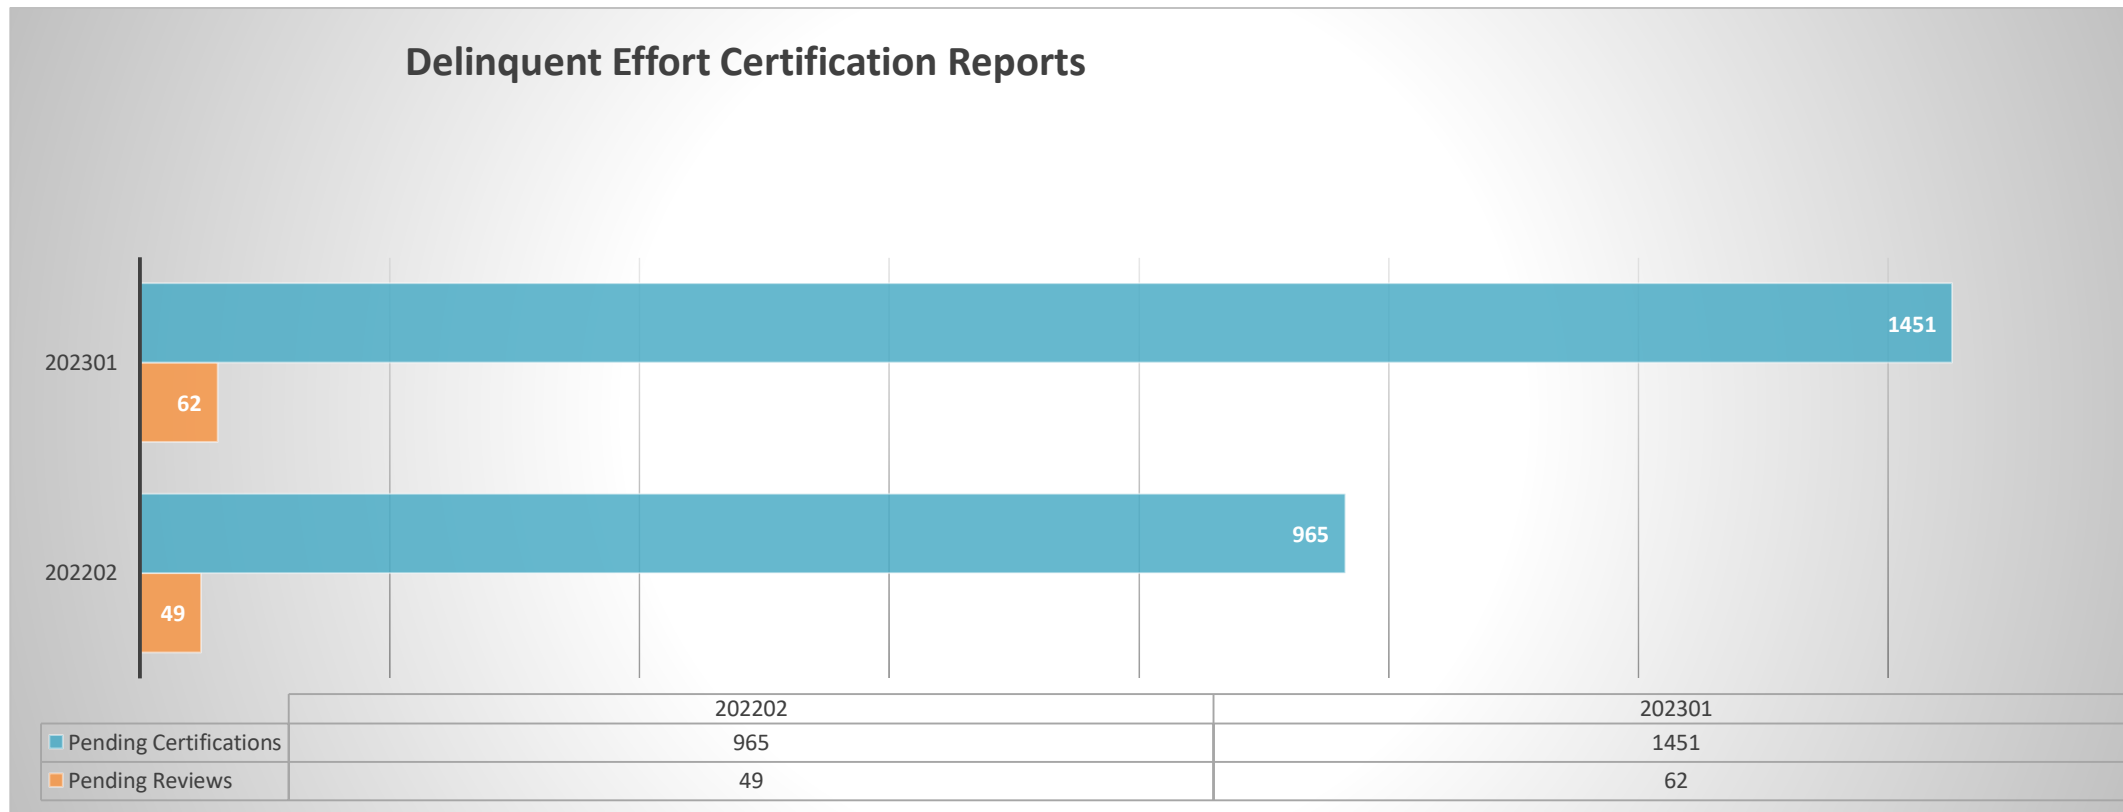 Delinquent Effort Certification Reports
1451
202301
62
965
202202
49
202202 202301
Pending Certifications 965 1451
Pending Reviews 49 62